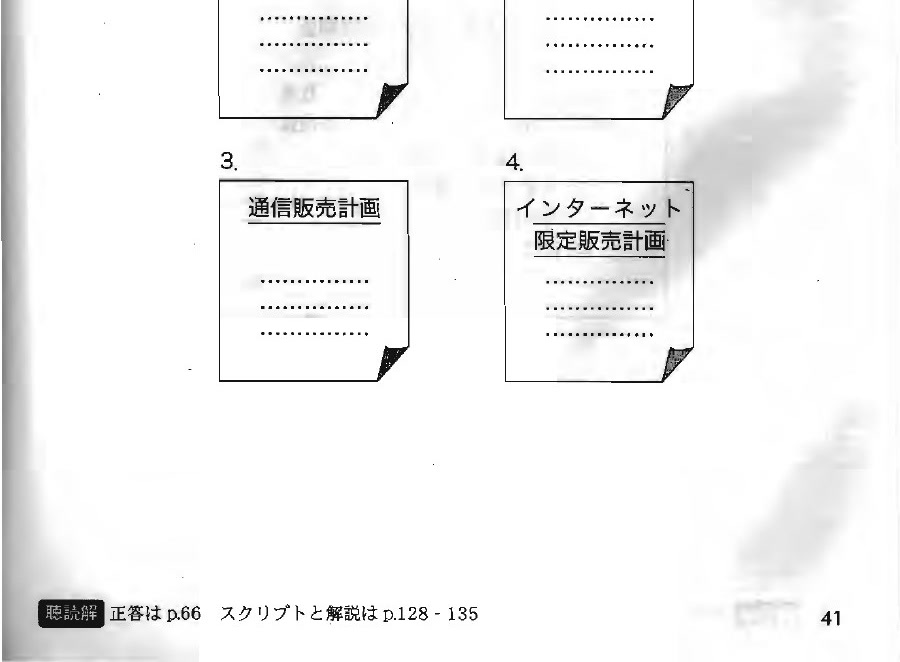 3.
4.
通信販売計画
インターネット
限定販売計画
聴読解 正答は p.66 スクリプトと解説は p.128 - 135
41